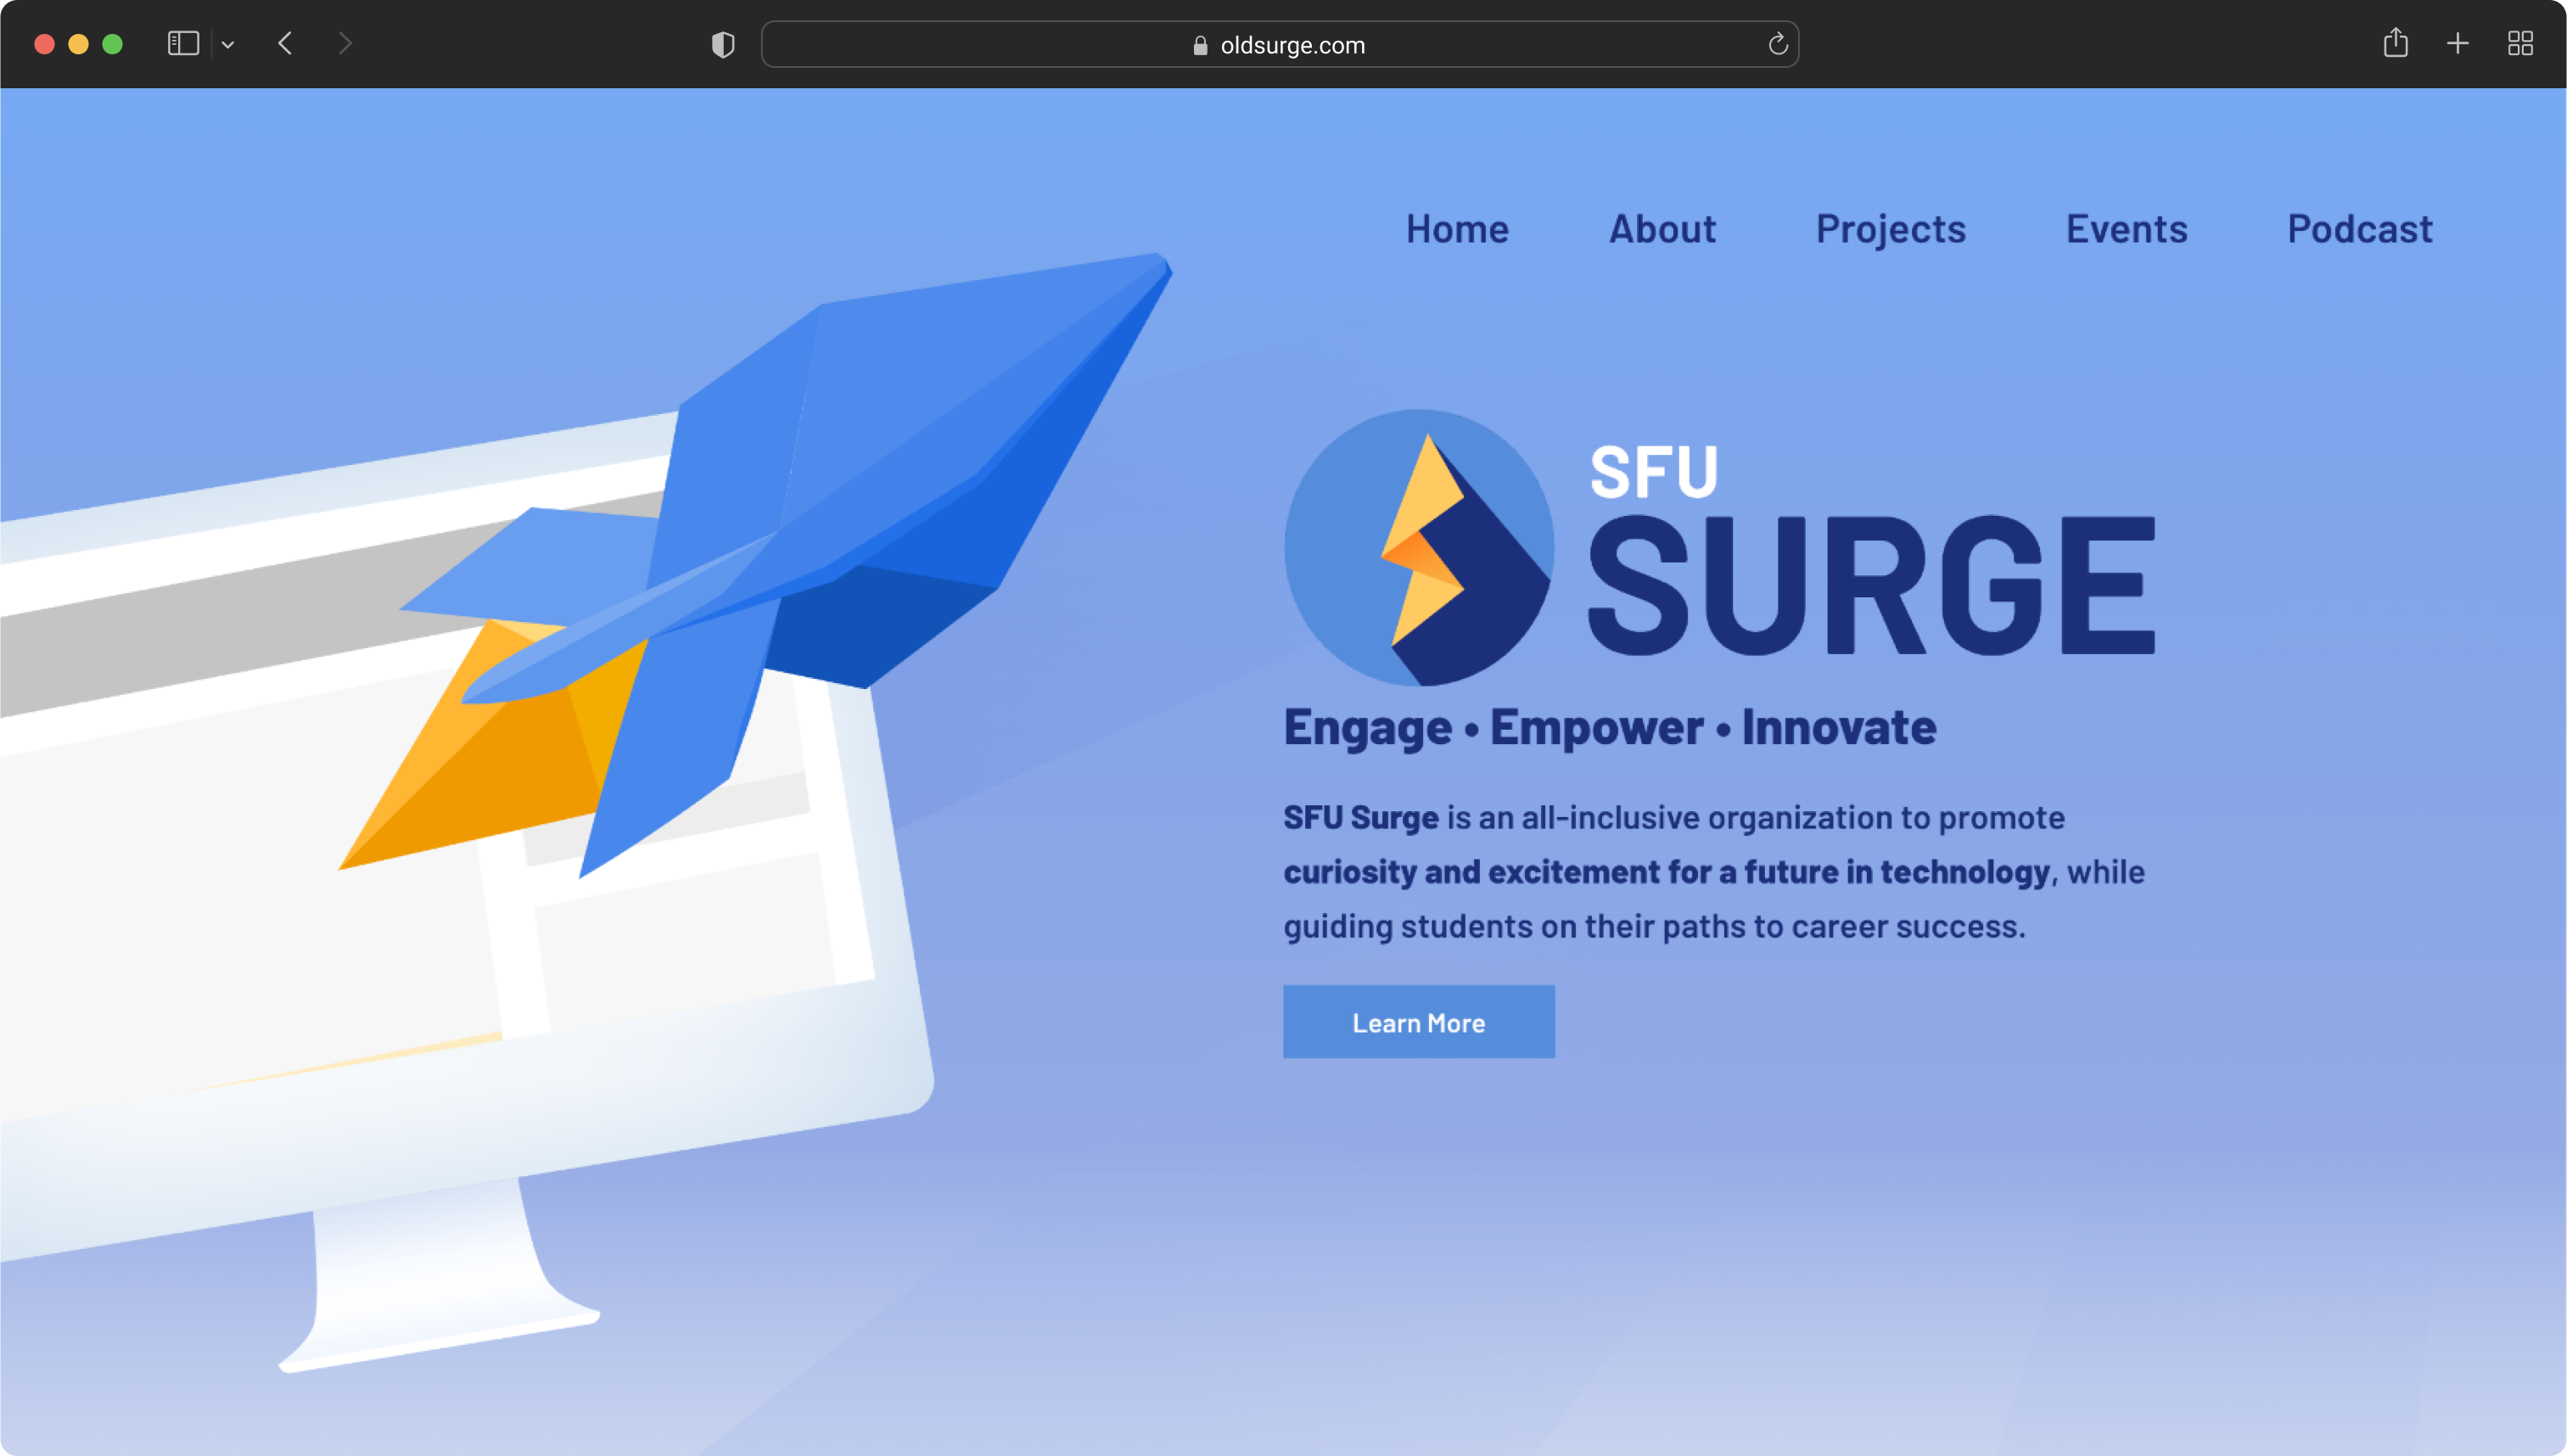 oldsurge.com
Home About Projects Events Podcast
SFU
SURGE
Engage • Empower • Innovate
SFU Surge is an all-inclusive organization to promote
curiosity and excitement for a future in technology, while
guiding students on their paths to career success.
Learn More